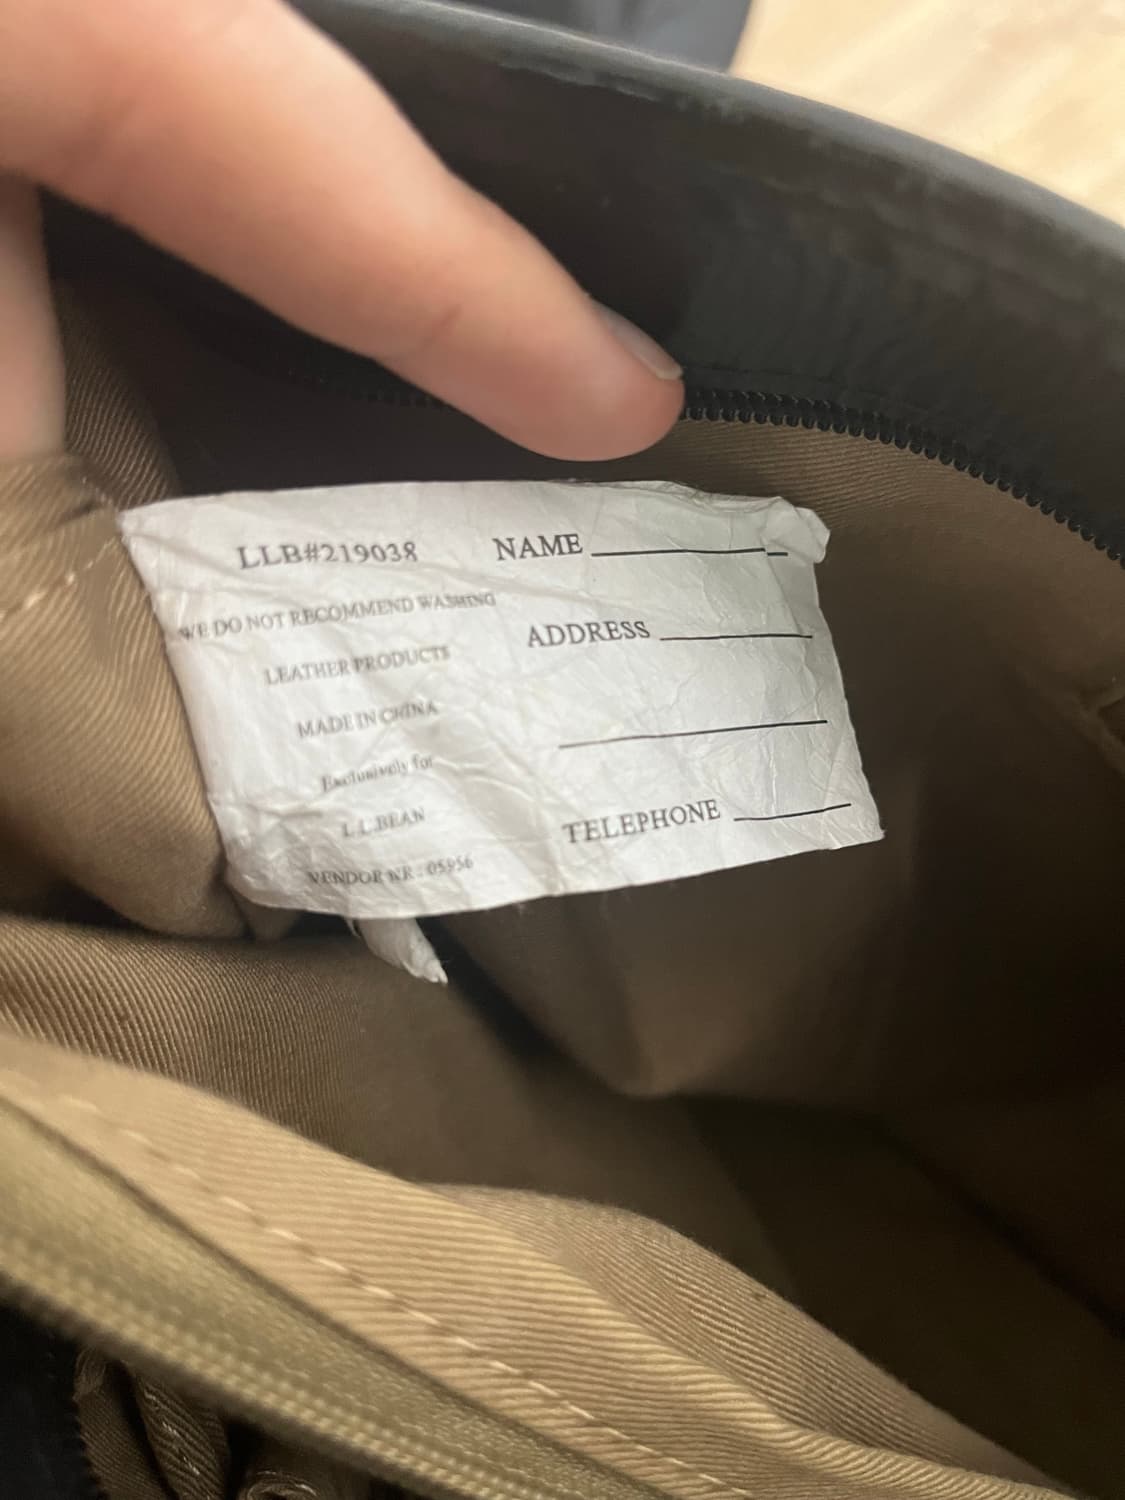 LLB#219038
WE DO NOT RECOMMEND WASHING
LEATHER PRODUCTS
MADE IN CHINA
Exclusively for
L.L.BEAN
VENDOR NR : 05956
NAME
ADDRESS
TELEPHONE